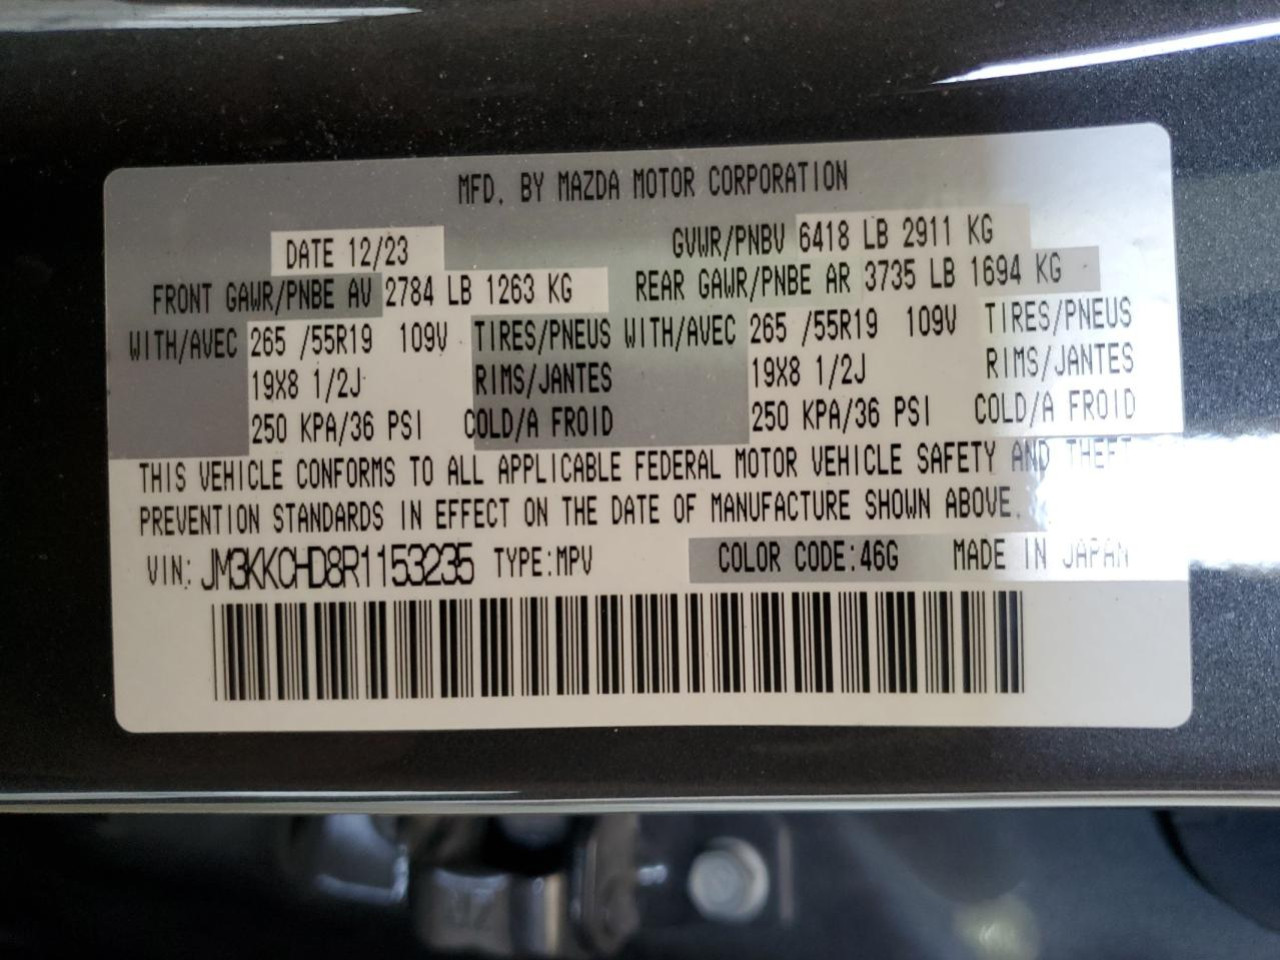 MFD. BY MAZDA MOTOR CORPORATION
DATE 12/23 GVWR/PNBV 6418 LB 2911 KG
FRONT GAWR/PNBE AV 2784 LB 1263 KG REAR GAWR/PNBE AR 3735 LB 1694 KG
WITH/AVEC 265 /55R19 109V TIRES/PNEUS WITH/AVEC 265 /55R19 109V TIRES/PNEUS
19X8 1/2J RIMS/JANTES 19X8 1/2J RIMS/JANTES
250 KPA/36 PSI COLD/A FROID 250 KPA/36 PSI COLD/A FROID
THIS VEHICLE CONFORMS TO ALL APPLICABLE FEDERAL MOTOR VEHICLE SAFETY AND THEFT
PREVENTION STANDARDS IN EFFECT ON THE DATE OF MANUFACTURE SHOWN ABOVE.
VIN: JM3KKCHD8R1153235 TYPE:MPV COLOR CODE:46G MADE IN JAPAN